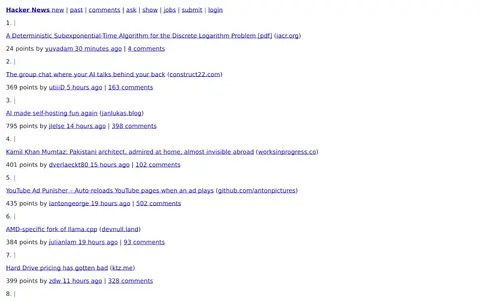 Hacker News new | past | comments | ask | show | jobs | submit | login
1. |
A Deterministic Subexponential-Time Algorithm for the Discrete Logarithm Problem [pdf] (iacr.org)
24 points by yuvadam 30 minutes ago | 4 comments
2. |
The group chat where your AI talks behind your back (construct22.com)
369 points by utijiD 5 hours ago | 163 comments
3. |
AI made self-hosting fun again (janlukas.blog)
795 points by jlelse 14 hours ago | 398 comments
4. |
Kamil Khan Mumtaz: Pakistani architect, admired at home, almost invisible abroad (worksinprogress.co)
401 points by dverlaeckt80 15 hours ago | 102 comments
5. |
YouTube Ad Punisher – Auto-reloads YouTube pages when an ad plays (github.com/antonpictures)
435 points by iantongeorge 19 hours ago | 502 comments
6. |
AMD-specific fork of llama.cpp (devnull.land)
384 points by julianlam 19 hours ago | 93 comments
7. |
Hard Drive pricing has gotten bad (ktz.me)
399 points by zdw 11 hours ago | 328 comments
8. |